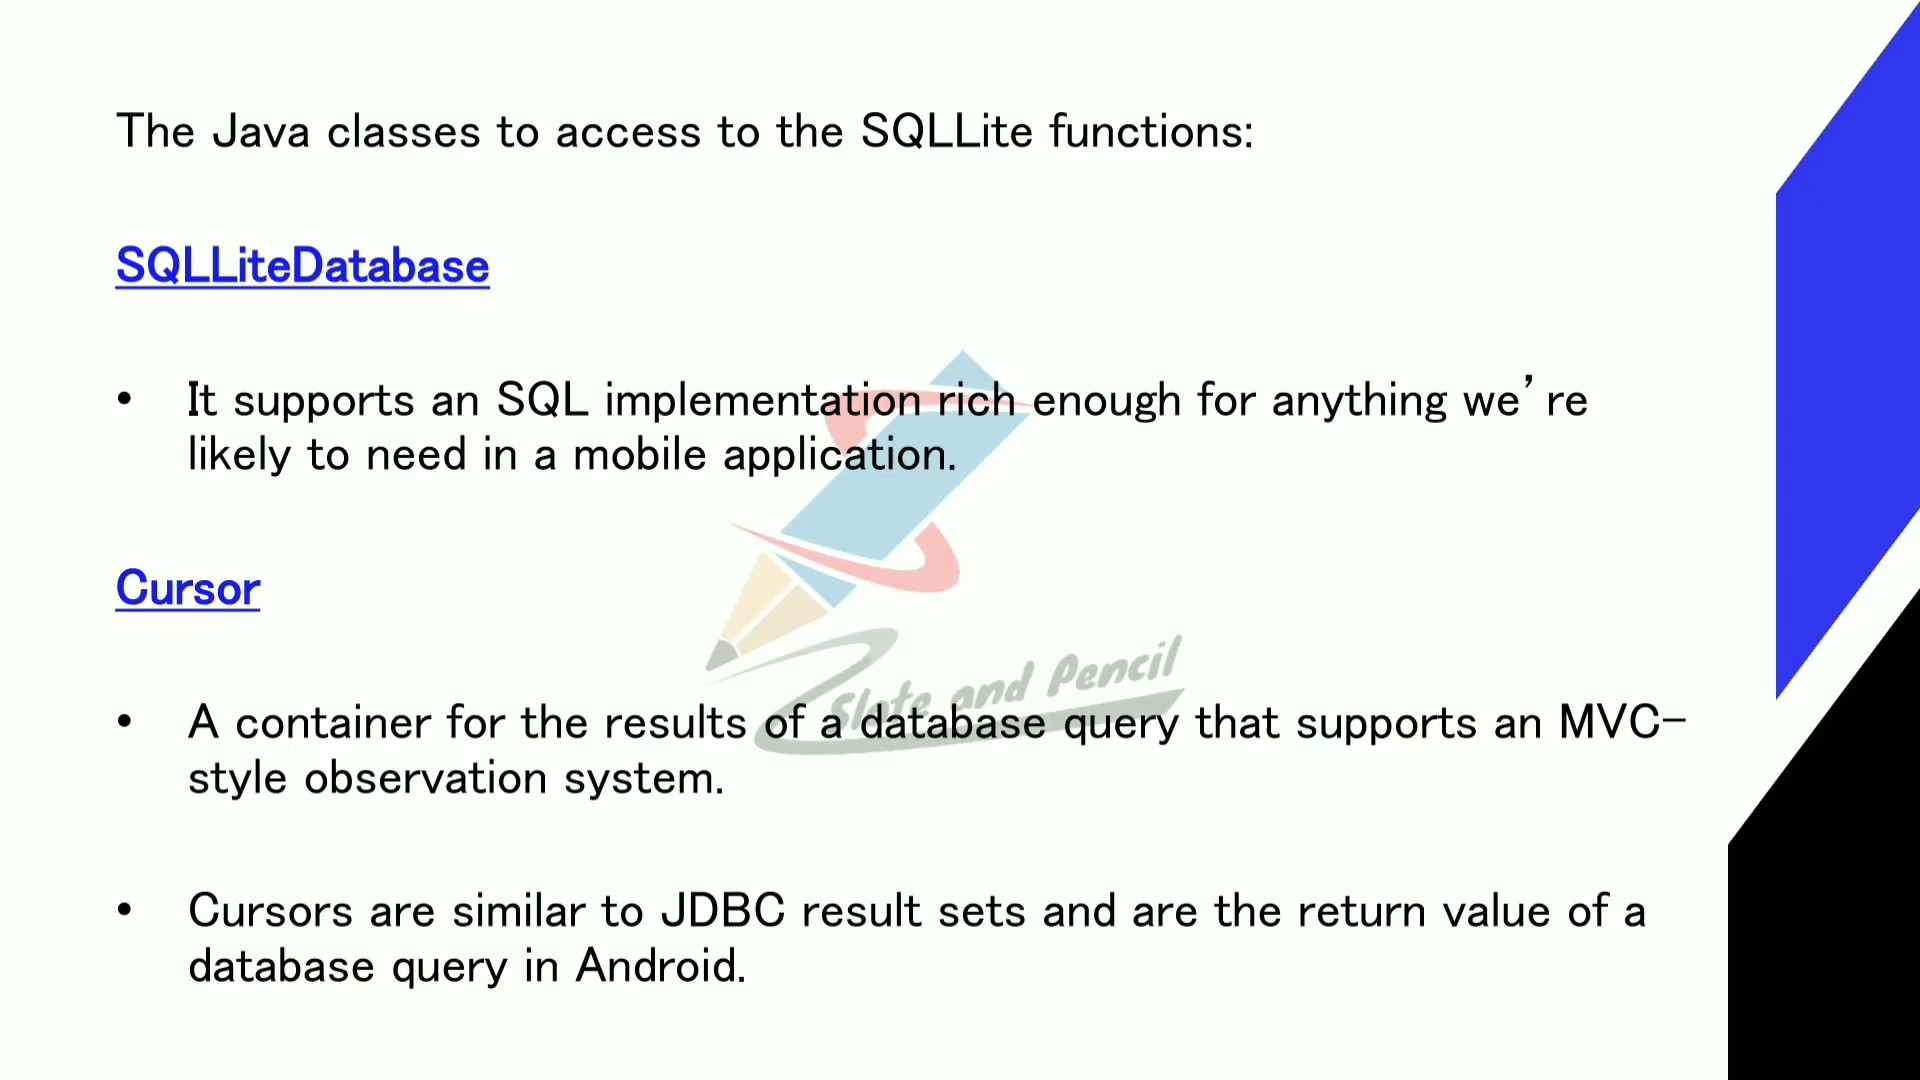 The Java classes to access to the SQLLite functions:
SQLLiteDatabase
• It supports an SQL implementation rich enough for anything we’re
likely to need in a mobile application.
Cursor
Slate and Pencil
• A container for the results of a database query that supports an MVC-
style observation system.
• Cursors are similar to JDBC result sets and are the return value of a
database query in Android.